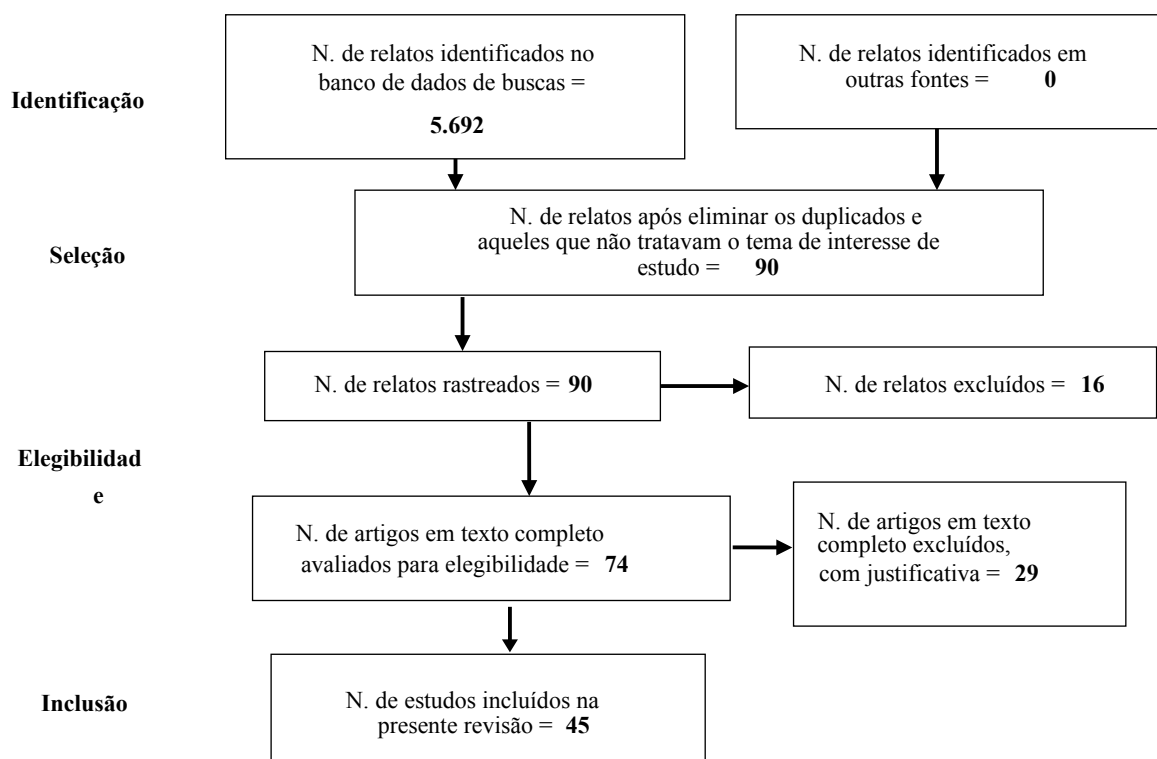 N. de relatos identificados no
banco de dados de buscas =
5.692
N. de relatos identificados em
outras fontes = 0
Identificação
N. de relatos após eliminar os duplicados e
aqueles que não tratavam o tema de interesse de
estudo = 90
Seleção
N. de relatos rastreados = 90
N. de relatos excluídos = 16
Elegibilidad
e
N. de artigos em texto completo
avaliados para elegibilidade = 74
N. de artigos em texto
completo excluídos,
com justificativa = 29
Inclusão
N. de estudos incluídos na
presente revisão = 45